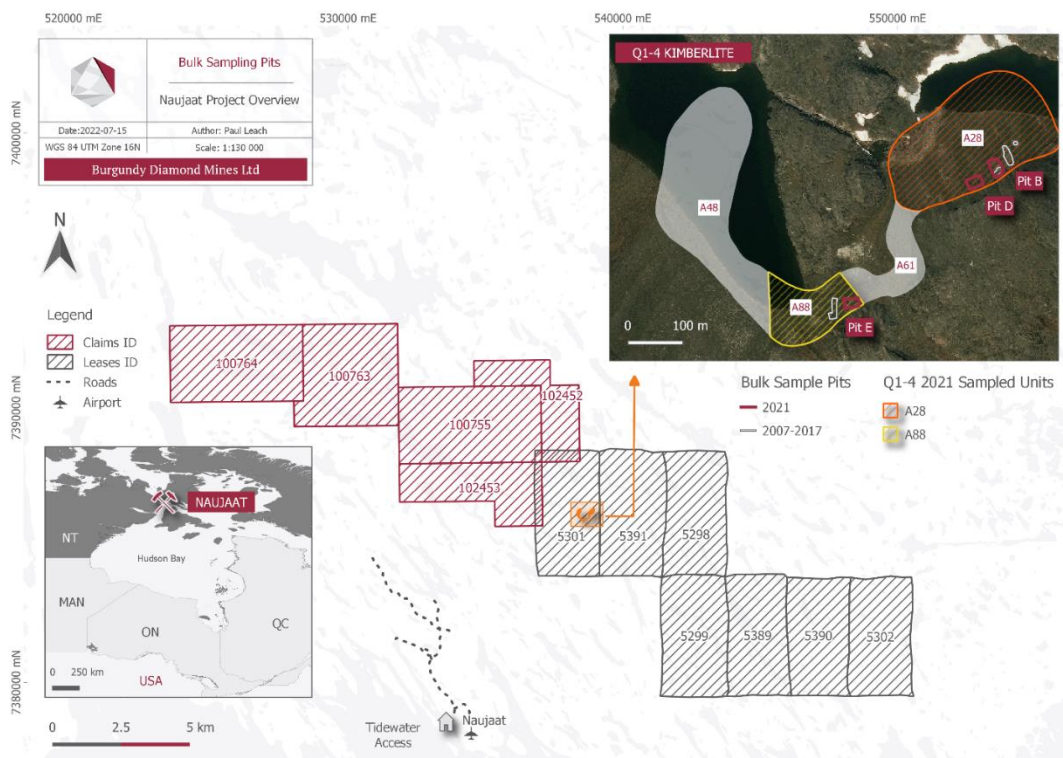 520000 mE
530000 mE
540000 mE
550000 mE
7400000 mN
7390000 mN
7380000 mN
Bulk Sampling Pits
Naujaat Project Overview
Date:2022-07-15
Author: Paul Leach
WGS 84 UTM Zone 16N
Scale: 1:130 000
Burgundy Diamond Mines Ltd
N
Legend
Claims ID
Leases ID
Roads
Airport
Q1-4 KIMBERLITE
A28
Pit B
Pit D
A48
A61
A88
Pit E
0 100 m
Bulk Sample Pits
2021
2007-2017
Q1-4 2021 Sampled Units
A28
A88
100764
100763
100755
102452
102453
5301
5391
5298
5299
5389
5390
5302
NAUJAAT
NT
Hudson Bay
MAN
ON
QC
USA
0 250 km
0 2.5 5 km
Tidewater
Access
Naujaat